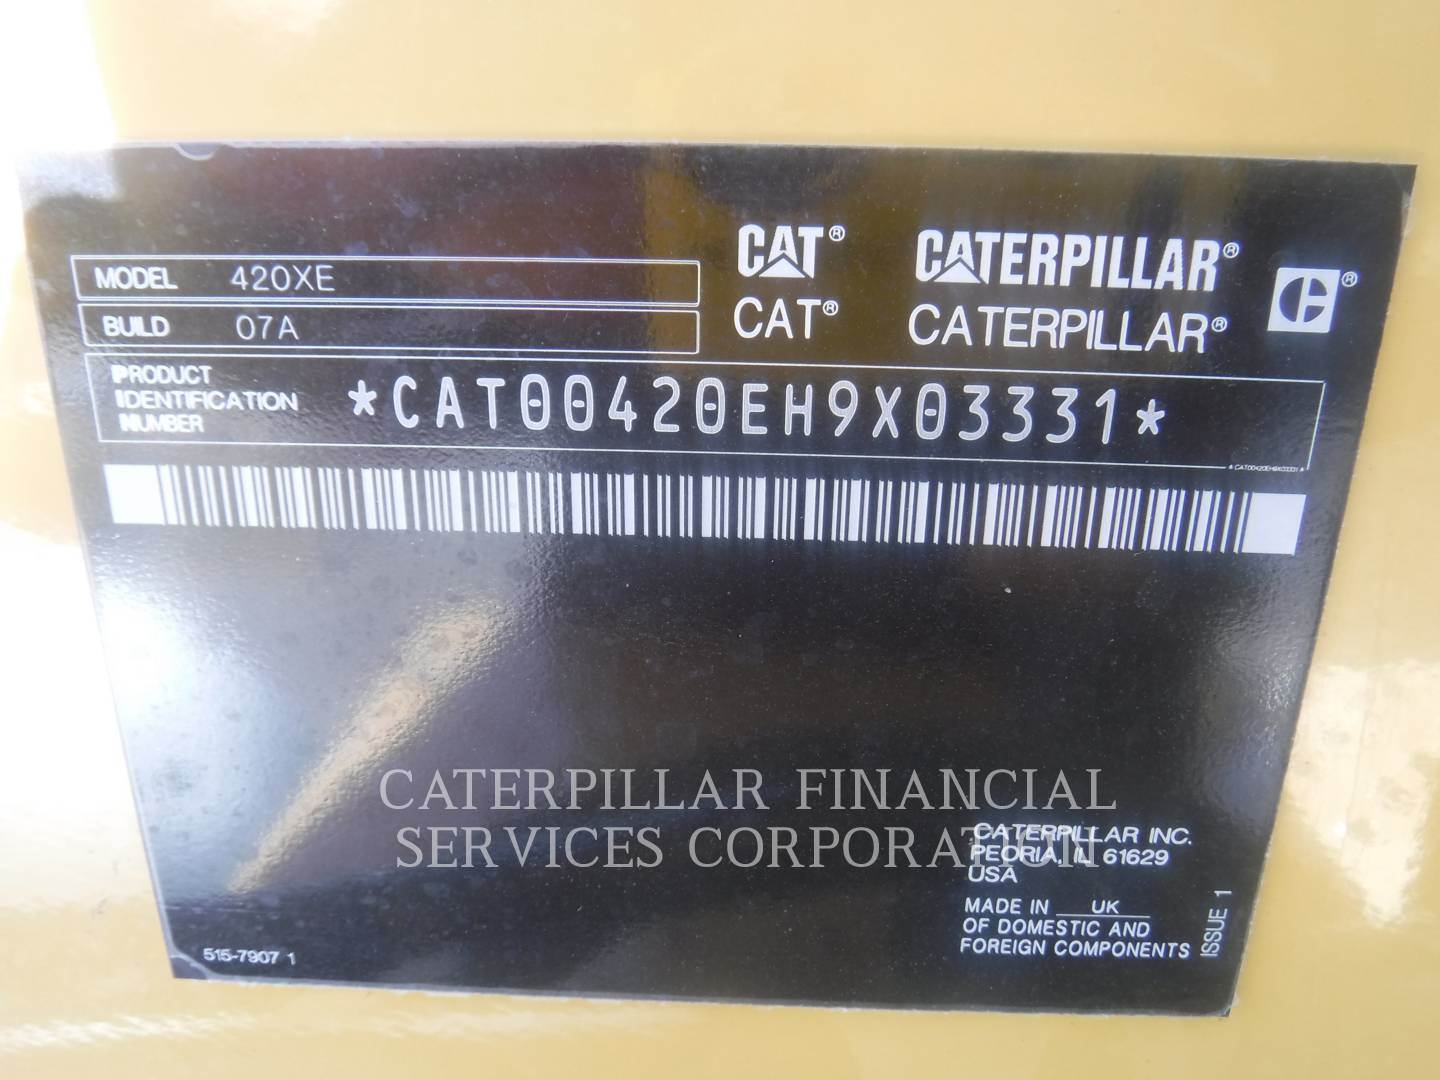 CAT® CATERPILLAR®
CAT® CATERPILLAR®
MODEL 420XE
BUILD 07A
PRODUCT
IDENTIFICATION
NUMBER
*CAT00420EH9X03331*
*CAT00420EH9X03331*
CATERPILLAR FINANCIAL
SERVICES CORPORATION
CATERPILLAR INC.
PEORIA, IL 61629
USA
MADE IN UK
OF DOMESTIC AND
FOREIGN COMPONENTS
ISSUE 1
515-7907 1